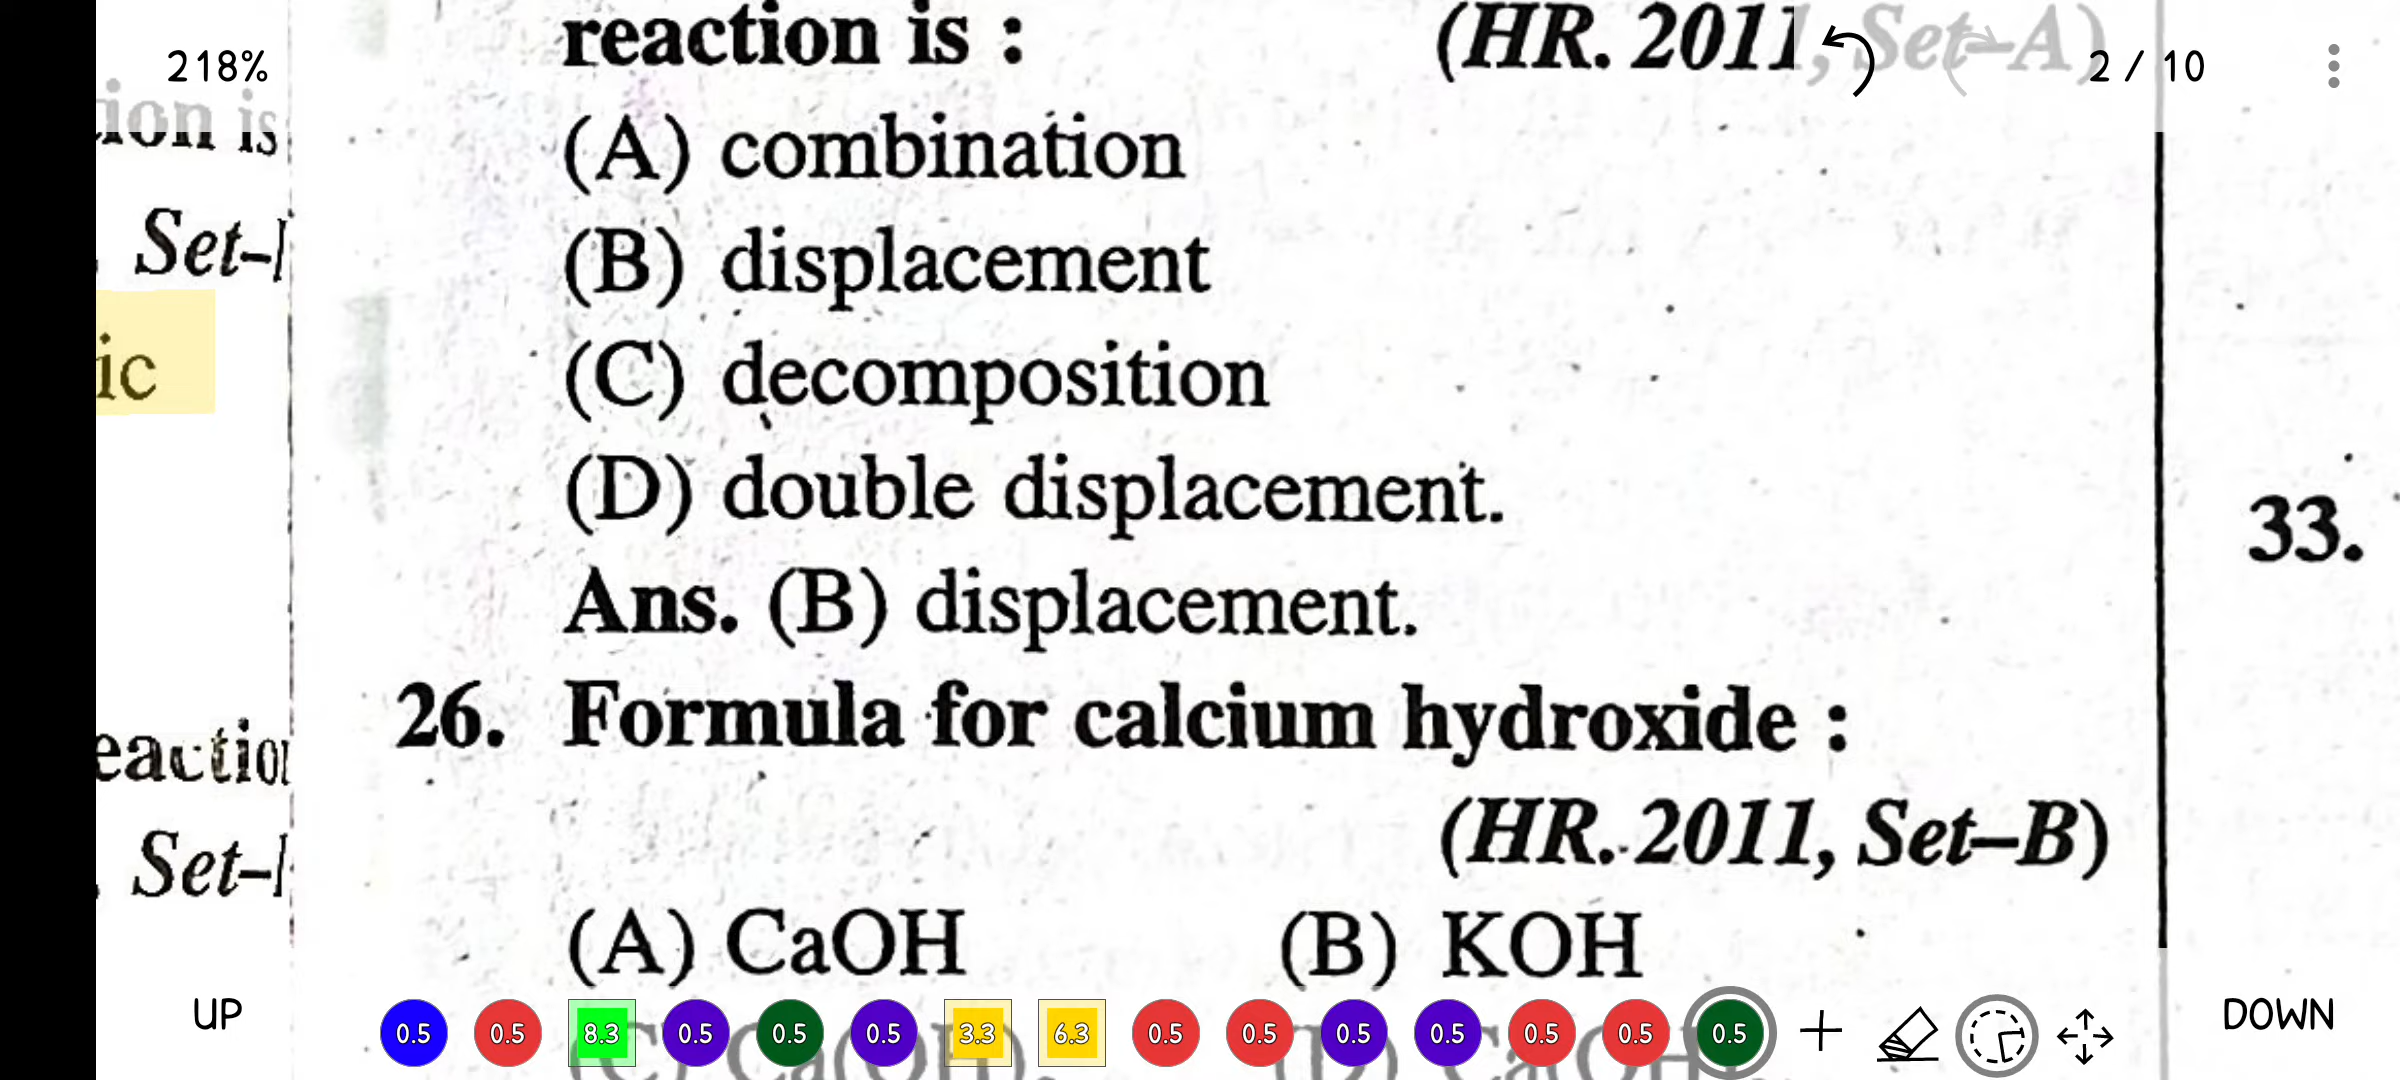 218%
2 / 10
ion is
Set-
ic
eaction
Set-
reaction is : (HR. 2011, Set–A)
(A) combination
(B) displacement
(C) decomposition
(D) double displacement.
Ans. (B) displacement.
26. Formula for calcium hydroxide :
(HR. 2011, Set–B)
(A) CaOH (B) KOH
33.
UP
0.5 0.5 8.3 0.5 0.5 0.5 3.3 6.3 0.5 0.5 0.5 0.5 0.5 0.5 0.5
DOWN